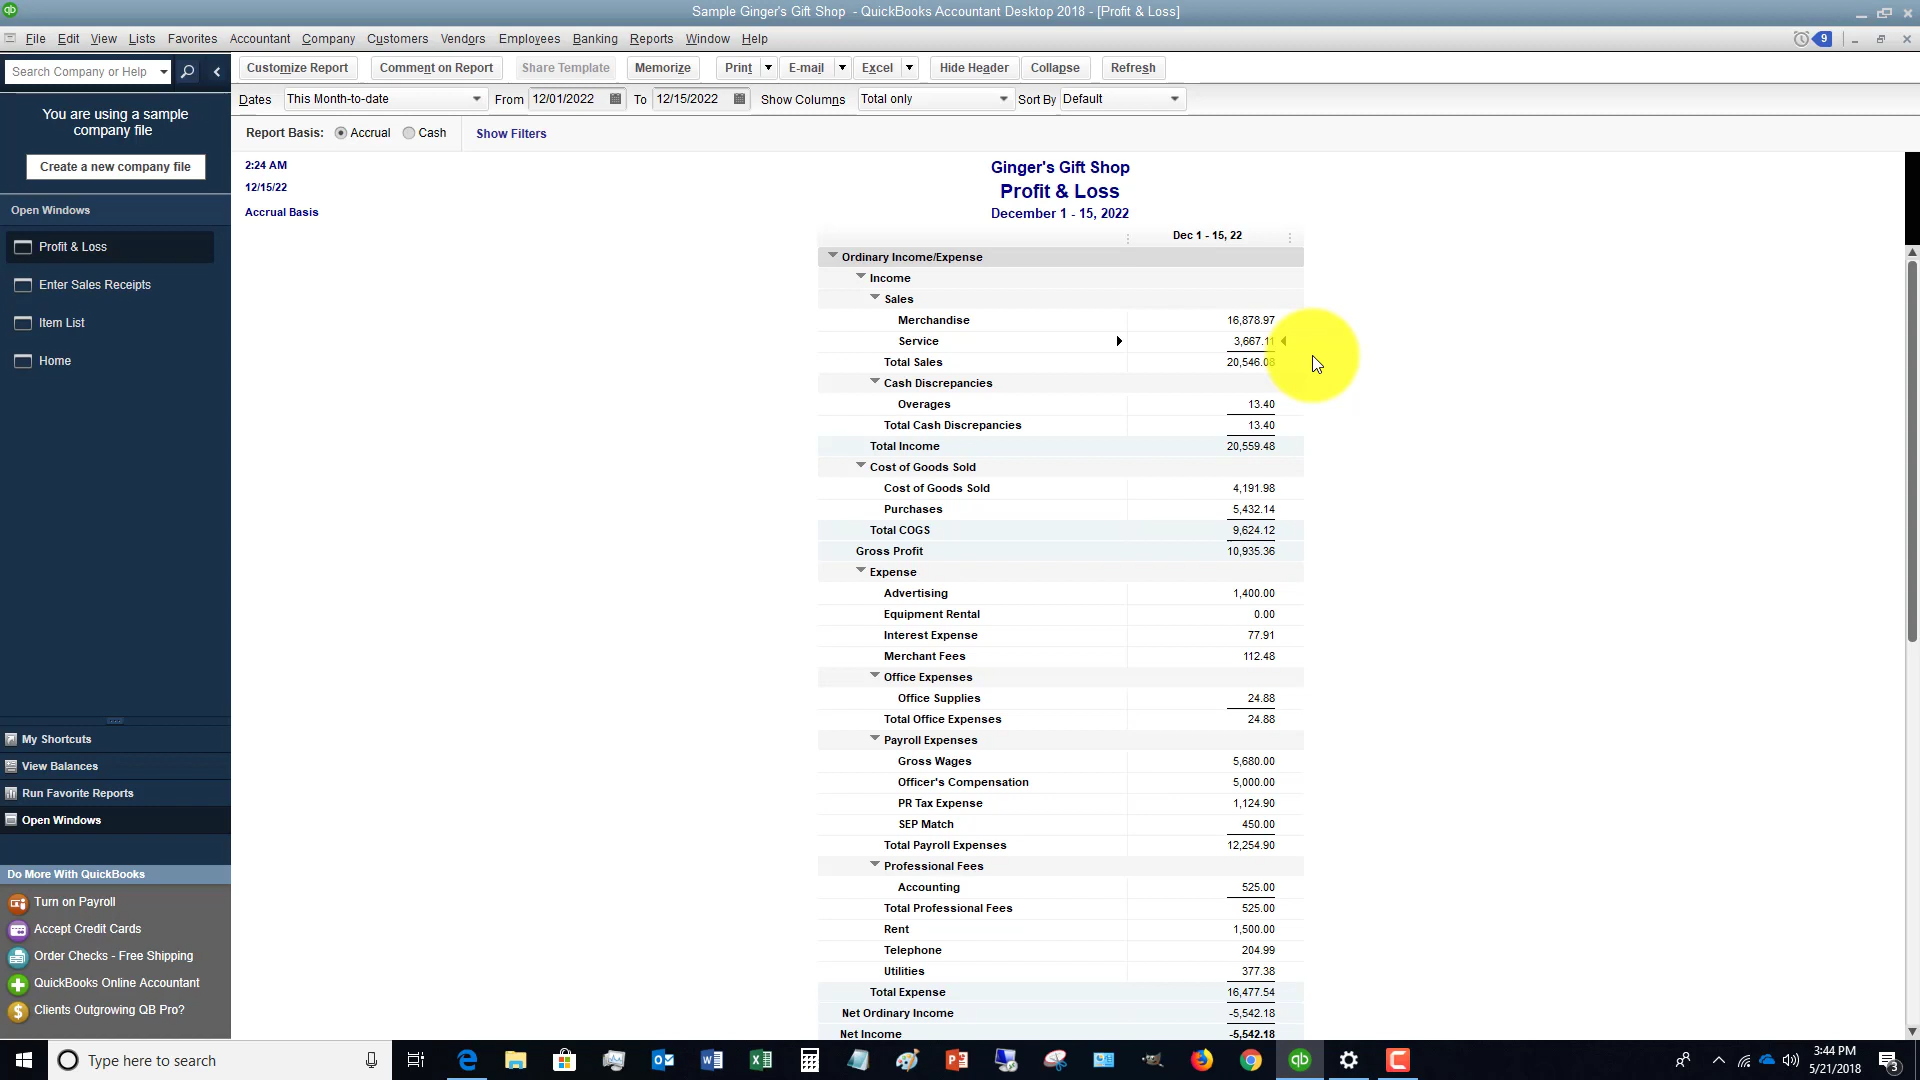 Sample Ginger's Gift Shop - QuickBooks Accountant Desktop 2018 - [Profit & Loss]
File Edit View Lists Favorites Accountant Company Customers Vendors Employees Banking Reports Window Help 9
Search Company or Help
Customize Report Comment on Report Share Template Memorize Print E-mail Excel Hide Header Collapse Refresh
Dates This Month-to-date From 12/01/2022 To 12/15/2022 Show Columns Total only Sort By Default
Report Basis: Accrual Cash Show Filters
You are using a sample
company file
Create a new company file
Open Windows
Profit & Loss
Enter Sales Receipts
Item List
Home
My Shortcuts
View Balances
Run Favorite Reports
Open Windows
Do More With QuickBooks
Turn on Payroll
Accept Credit Cards
Order Checks - Free Shipping
QuickBooks Online Accountant
Clients Outgrowing QB Pro?
2:24 AM
12/15/22
Accrual Basis
Ginger's Gift Shop
Profit & Loss
December 1 - 15, 2022
Dec 1 - 15, 22
Ordinary Income/Expense
Income
Sales
Merchandise 16,878.97
Service 3,667.11
Total Sales 20,546.08
Cash Discrepancies
Overages 13.40
Total Cash Discrepancies 13.40
Total Income 20,559.48
Cost of Goods Sold
Cost of Goods Sold 4,191.98
Purchases 5,432.14
Total COGS 9,624.12
Gross Profit 10,935.36
Expense
Advertising 1,400.00
Equipment Rental 0.00
Interest Expense 77.91
Merchant Fees 112.48
Office Expenses
Office Supplies 24.88
Total Office Expenses 24.88
Payroll Expenses
Gross Wages 5,680.00
Officer's Compensation 5,000.00
PR Tax Expense 1,124.90
SEP Match 450.00
Total Payroll Expenses 12,254.90
Professional Fees
Accounting 525.00
Total Professional Fees 525.00
Rent 1,500.00
Telephone 204.99
Utilities 377.38
Total Expense 16,477.54
Net Ordinary Income -5,542.18
Net Income -5,542.18
Type here to search
3:44 PM
5/21/2018
3